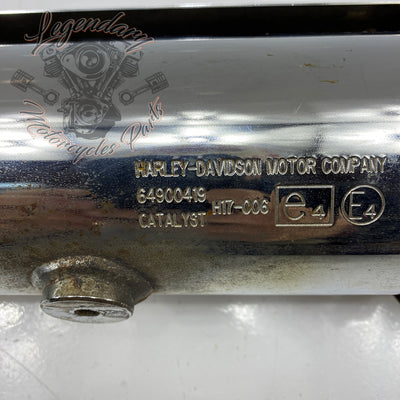 Legendary
Motorcycles Parts
HARLEY-DAVIDSON MOTOR COMPANY
64900419
CATALYST H17-006 e4 E4